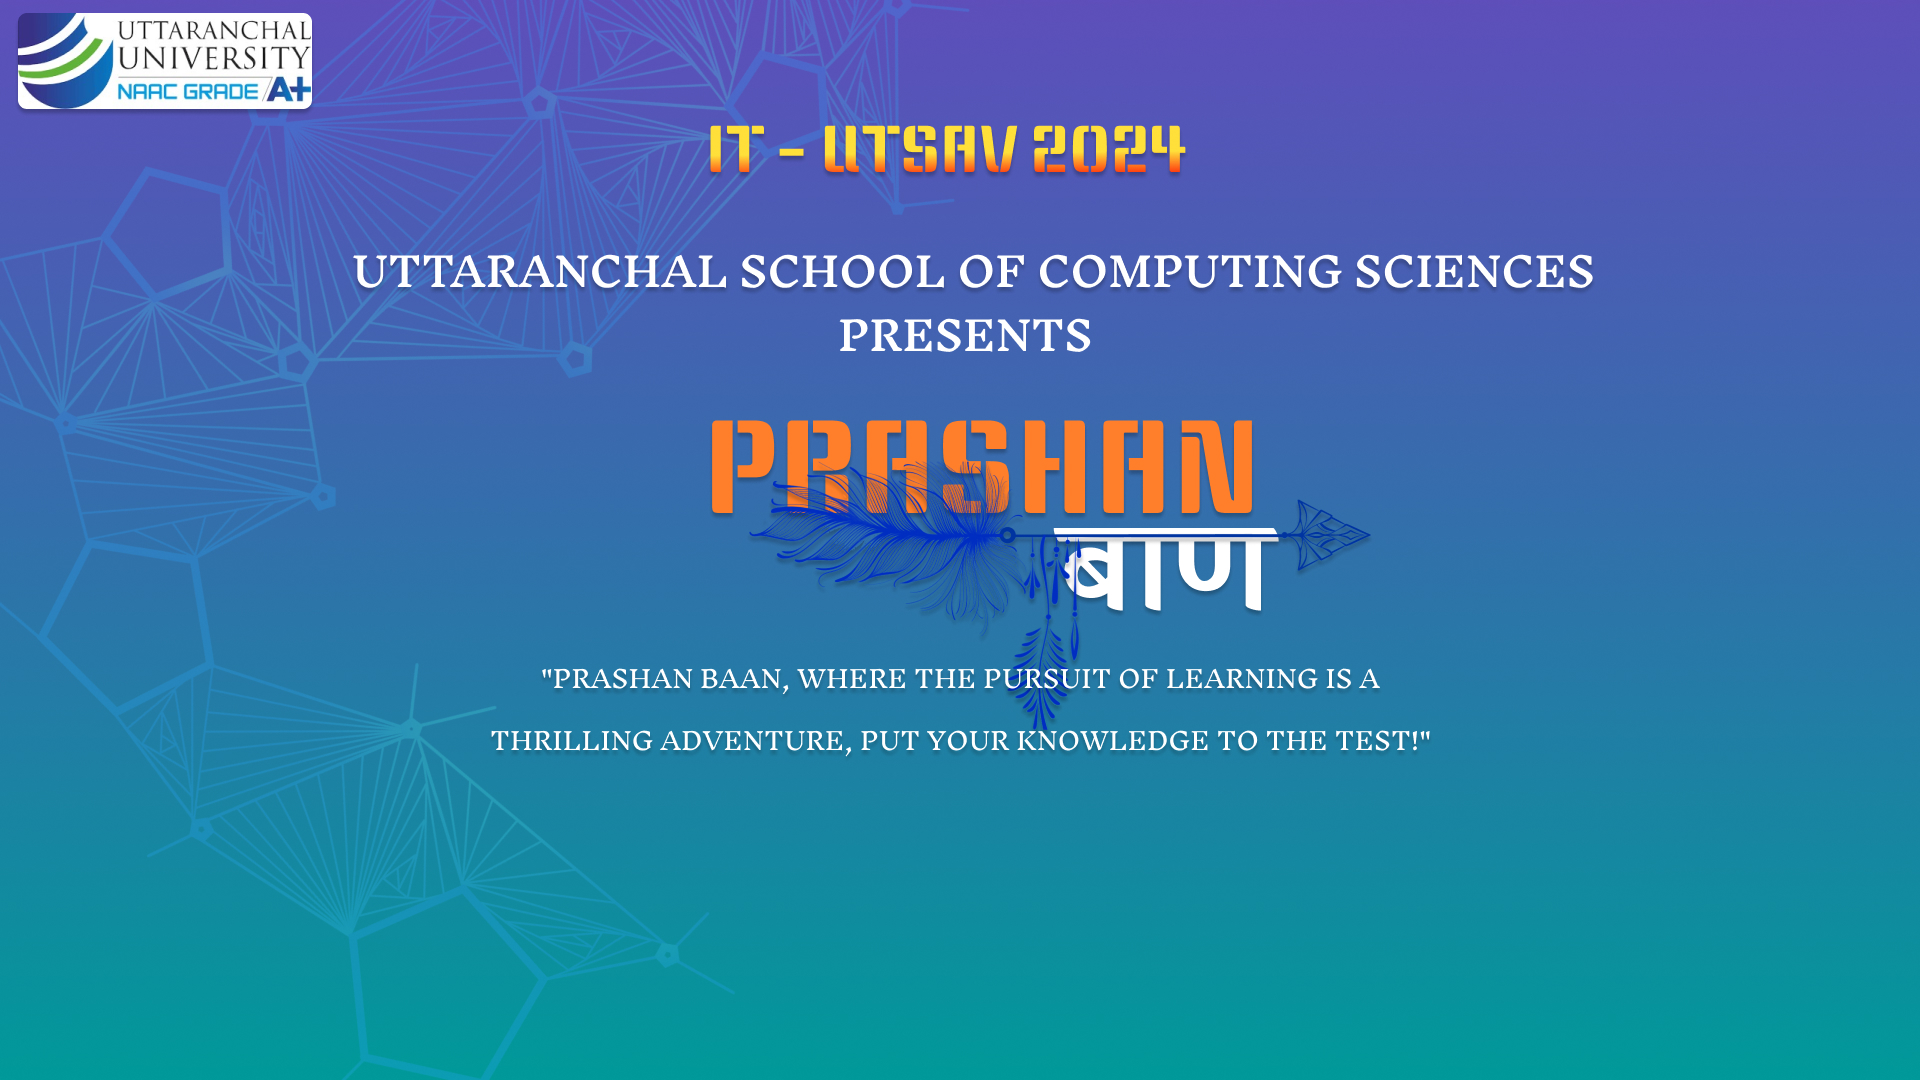 UTTARANCHAL
UNIVERSITY
NAAC GRADE A+
IT - UTSAV 2024
UTTARANCHAL SCHOOL OF COMPUTING SCIENCES
PRESENTS
PRASHAN
बाण
"PRASHAN BAAN, WHERE THE PURSUIT OF LEARNING IS A
THRILLING ADVENTURE, PUT YOUR KNOWLEDGE TO THE TEST!"